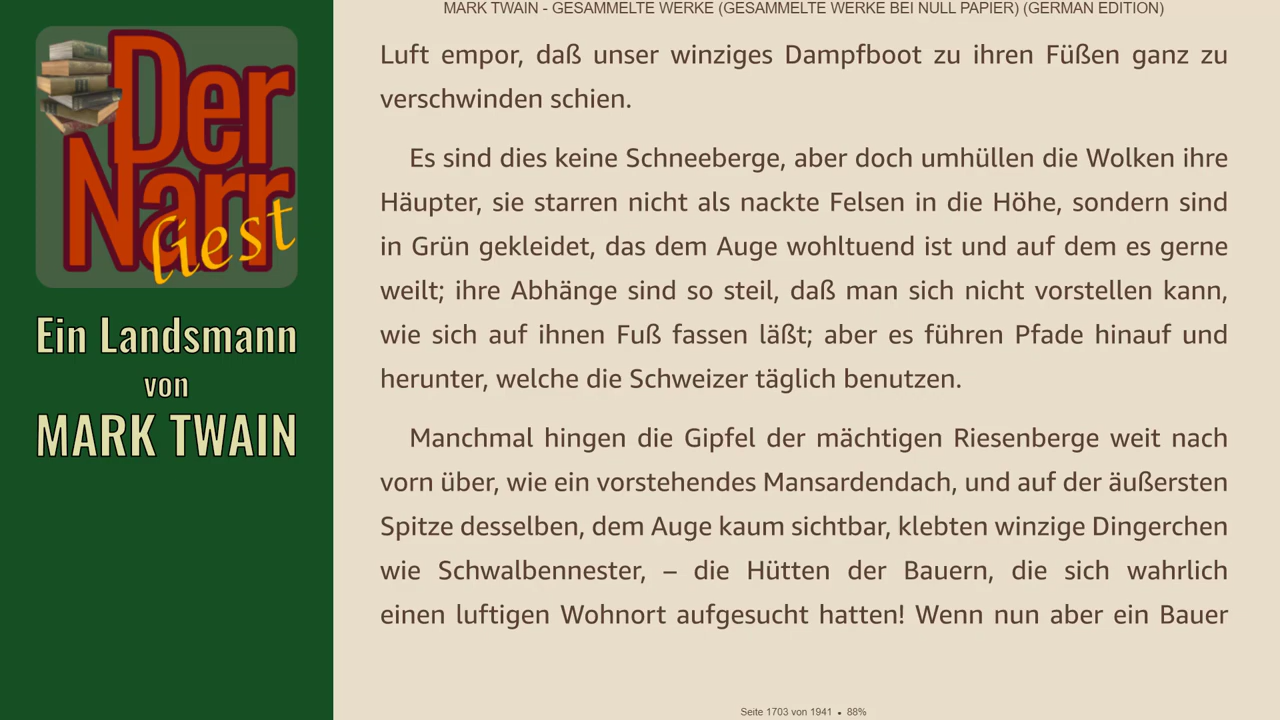 Der
Narr
liest
Ein Landsmann
von
MARK TWAIN
MARK TWAIN - GESAMMELTE WERKE (GESAMMELTE WERKE BEI NULL PAPIER) (GERMAN EDITION)
Luft empor, daß unser winziges Dampfboot zu ihren Füßen ganz zu
verschwinden schien.
Es sind dies keine Schneeberge, aber doch umhüllen die Wolken ihre
Häupter, sie starren nicht als nackte Felsen in die Höhe, sondern sind
in Grün gekleidet, das dem Auge wohltuend ist und auf dem es gerne
weilt; ihre Abhänge sind so steil, daß man sich nicht vorstellen kann,
wie sich auf ihnen Fuß fassen läßt; aber es führen Pfade hinauf und
herunter, welche die Schweizer täglich benutzen.
Manchmal hingen die Gipfel der mächtigen Riesenberge weit nach
vorn über, wie ein vorstehendes Mansardendach, und auf der äußersten
Spitze desselben, dem Auge kaum sichtbar, klebten winzige Dingerchen
wie Schwalbennester, – die Hütten der Bauern, die sich wahrlich
einen luftigen Wohnort aufgesucht hatten! Wenn nun aber ein Bauer
Seite 1703 von 1941 • 88%